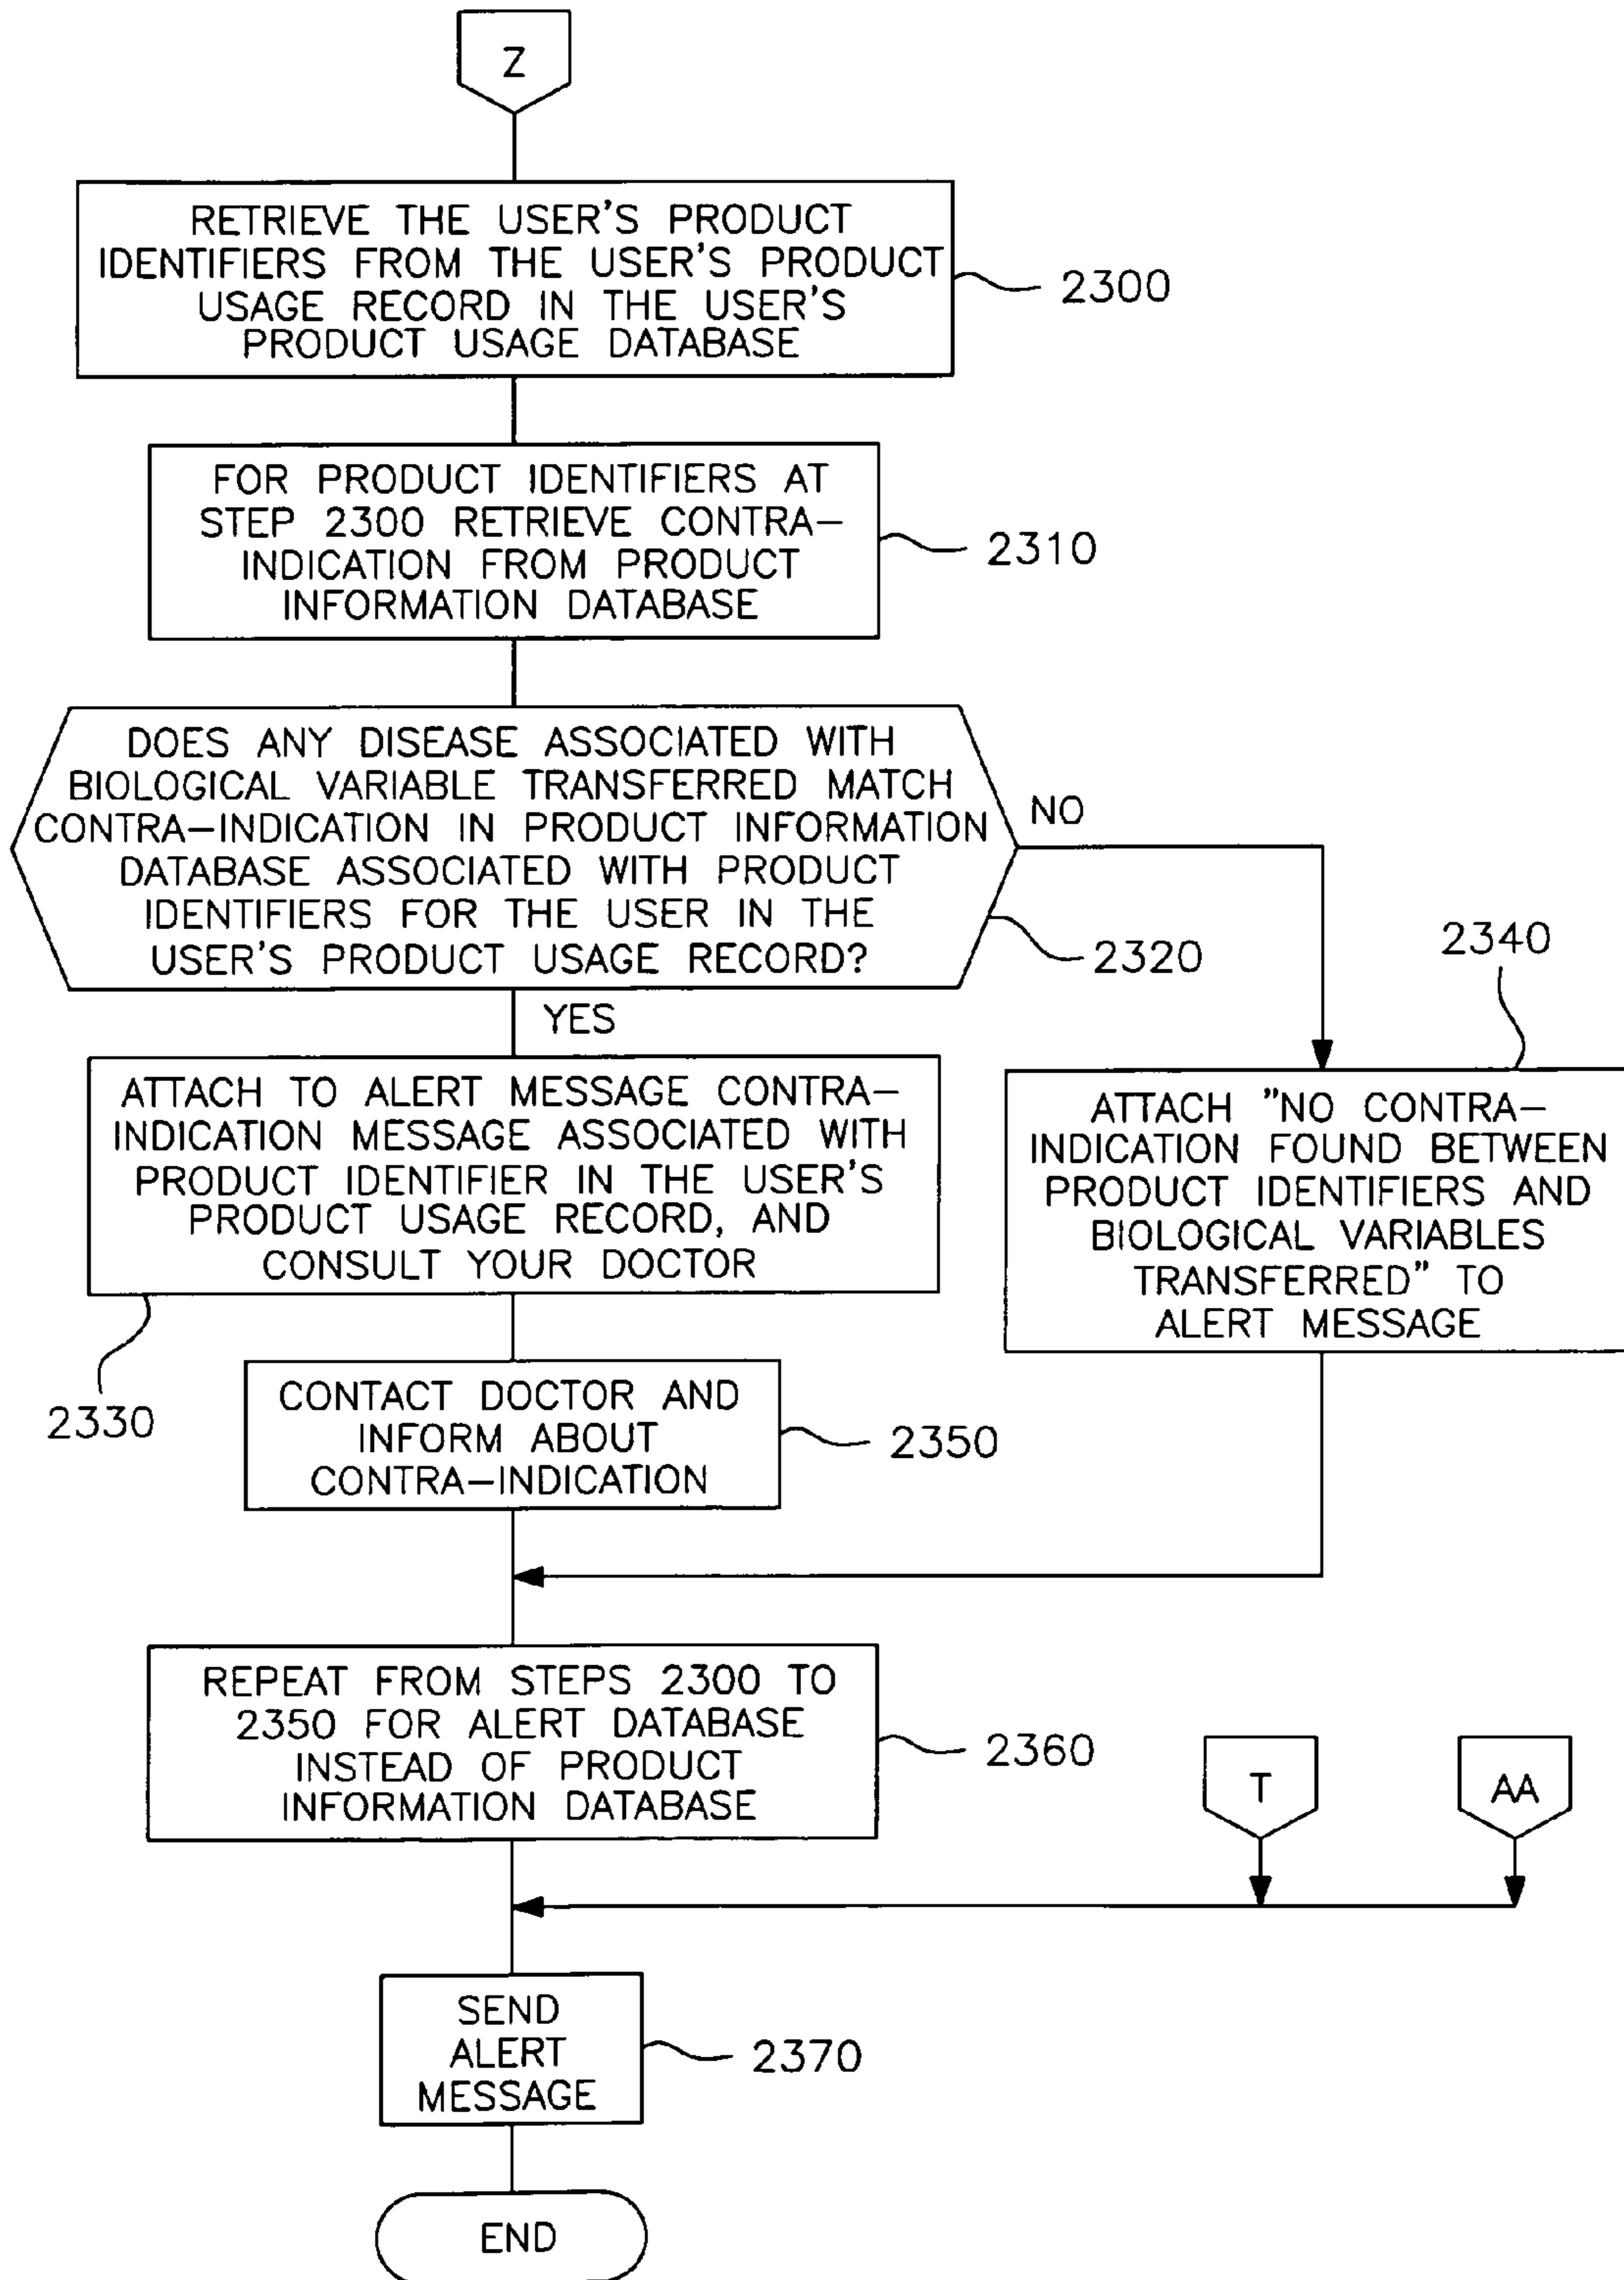 Z
RETRIEVE THE USER'S PRODUCT
IDENTIFIERS FROM THE USER'S PRODUCT
USAGE RECORD IN THE USER'S
PRODUCT USAGE DATABASE
2300
FOR PRODUCT IDENTIFIERS AT
STEP 2300 RETRIEVE CONTRA-
INDICATION FROM PRODUCT
INFORMATION DATABASE
2310
DOES ANY DISEASE ASSOCIATED WITH
BIOLOGICAL VARIABLE TRANSFERRED MATCH
CONTRA-INDICATION IN PRODUCT INFORMATION
DATABASE ASSOCIATED WITH PRODUCT
IDENTIFIERS FOR THE USER IN THE
USER'S PRODUCT USAGE RECORD?
2320
NO
YES
2340
ATTACH TO ALERT MESSAGE CONTRA-
INDICATION MESSAGE ASSOCIATED WITH
PRODUCT IDENTIFIER IN THE USER'S
PRODUCT USAGE RECORD, AND
CONSULT YOUR DOCTOR
2330
ATTACH "NO CONTRA-
INDICATION FOUND BETWEEN
PRODUCT IDENTIFIERS AND
BIOLOGICAL VARIABLES
TRANSFERRED" TO
ALERT MESSAGE
CONTACT DOCTOR AND
INFORM ABOUT
CONTRA-INDICATION
2350
REPEAT FROM STEPS 2300 TO
2350 FOR ALERT DATABASE
INSTEAD OF PRODUCT
INFORMATION DATABASE
2360
T
AA
SEND
ALERT
MESSAGE
2370
END